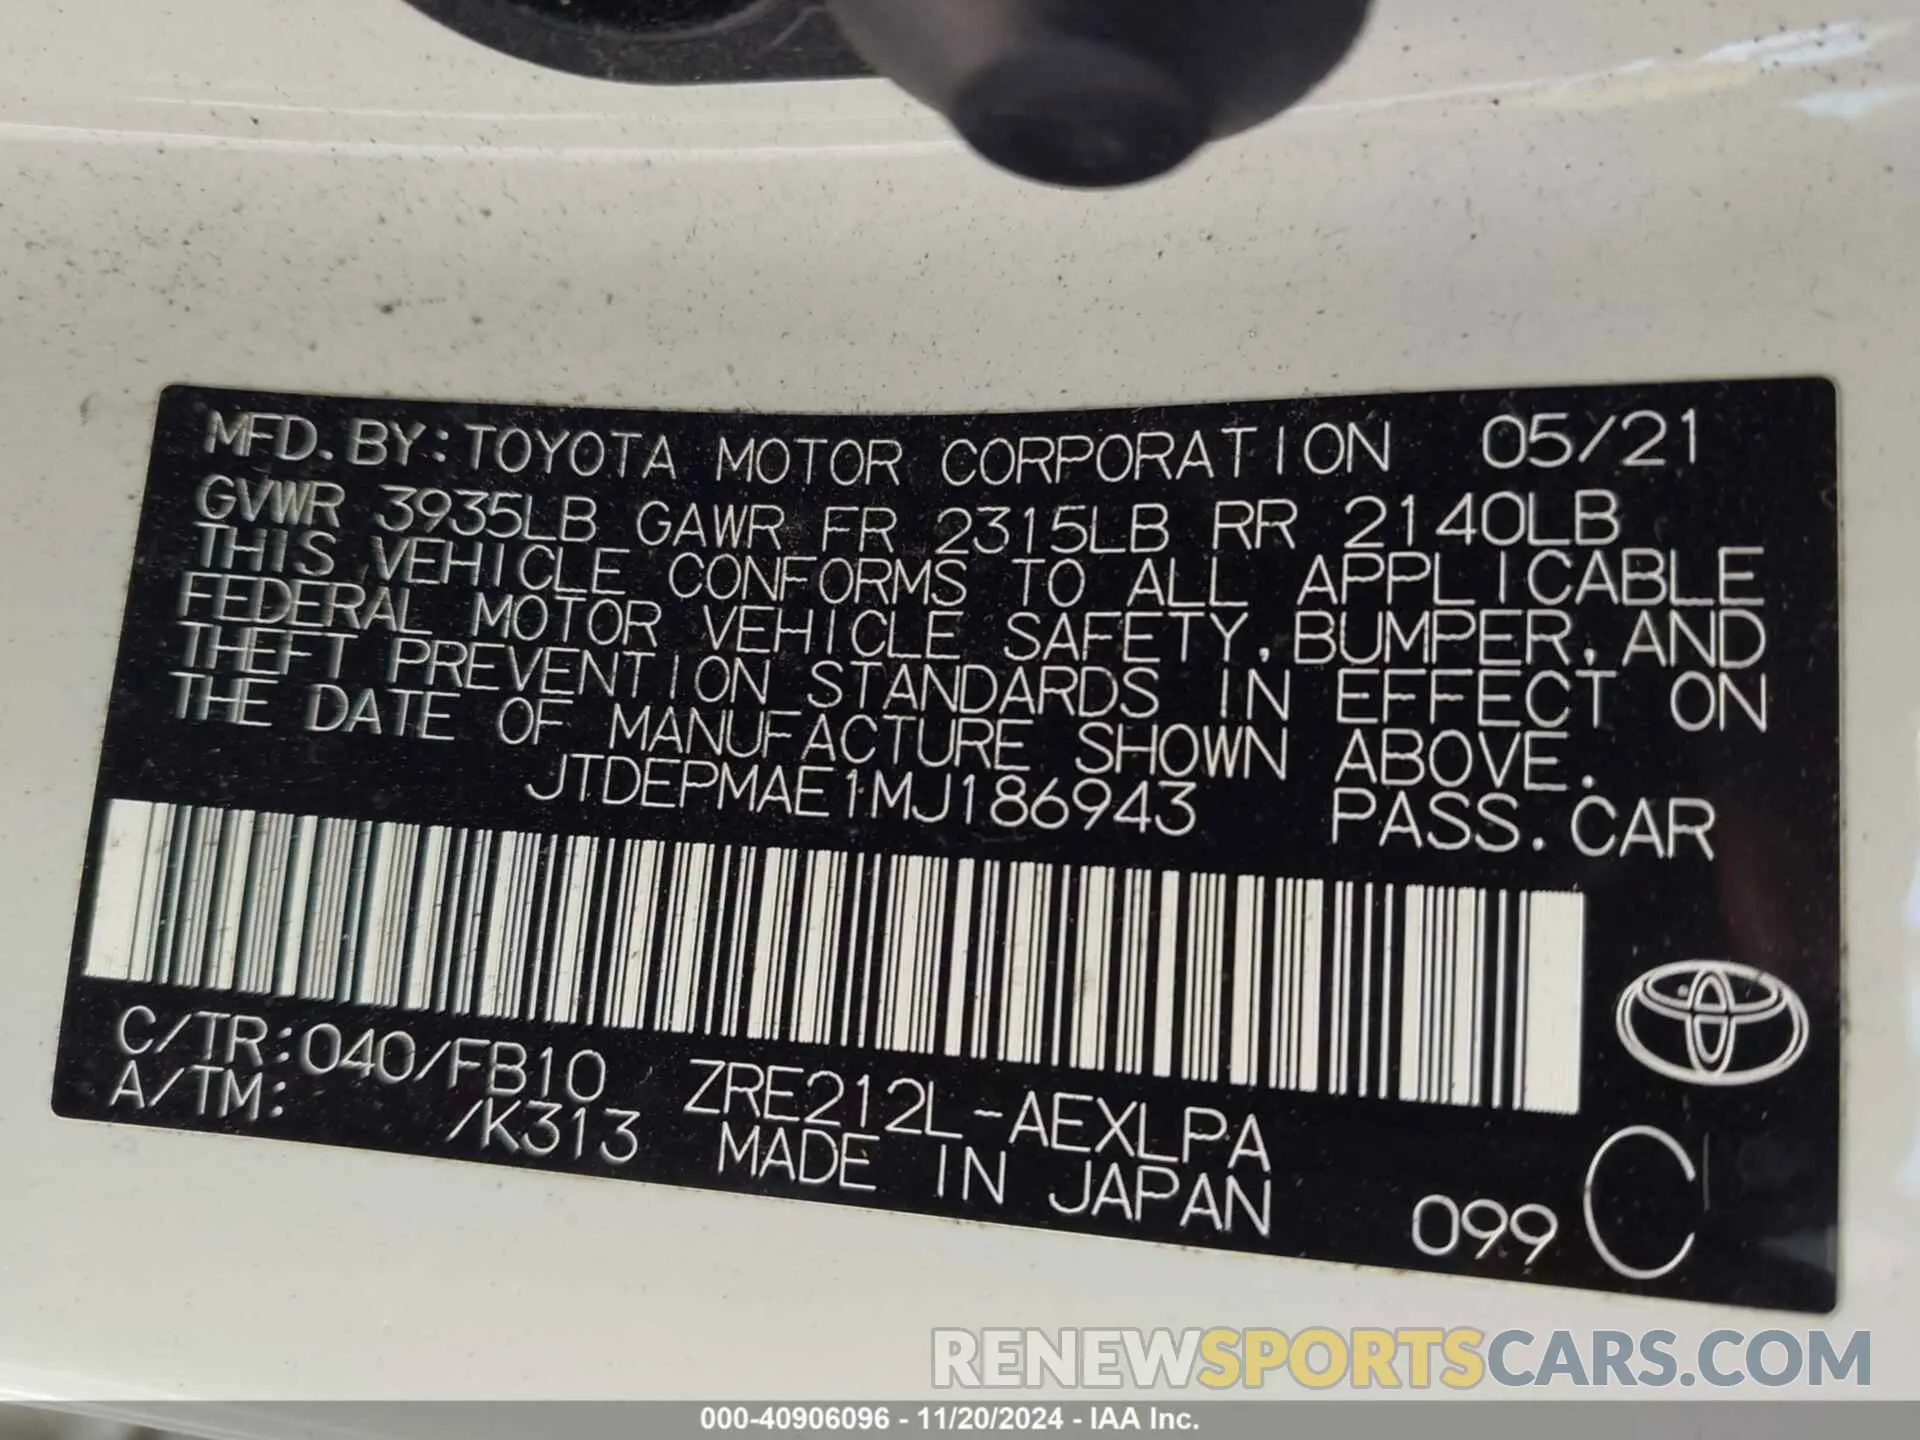 MFD. BY: TOYOTA MOTOR CORPORATION 05/21
GVWR 3935LB GAWR FR 2315LB RR 2140LB
THIS VEHICLE CONFORMS TO ALL APPLICABLE
FEDERAL MOTOR VEHICLE SAFETY, BUMPER, AND
THEFT PREVENTION STANDARDS IN EFFECT ON
THE DATE OF MANUFACTURE SHOWN ABOVE.
JTDEPMAE1MJ186943 PASS. CAR
C/TR: 040/FB10 ZRE212L-AEXLPA
A/TM: /K313 MADE IN JAPAN
099 C
RENEWSPORTSCARS.COM
000-40906096 - 11/20/2024 - IAA Inc.